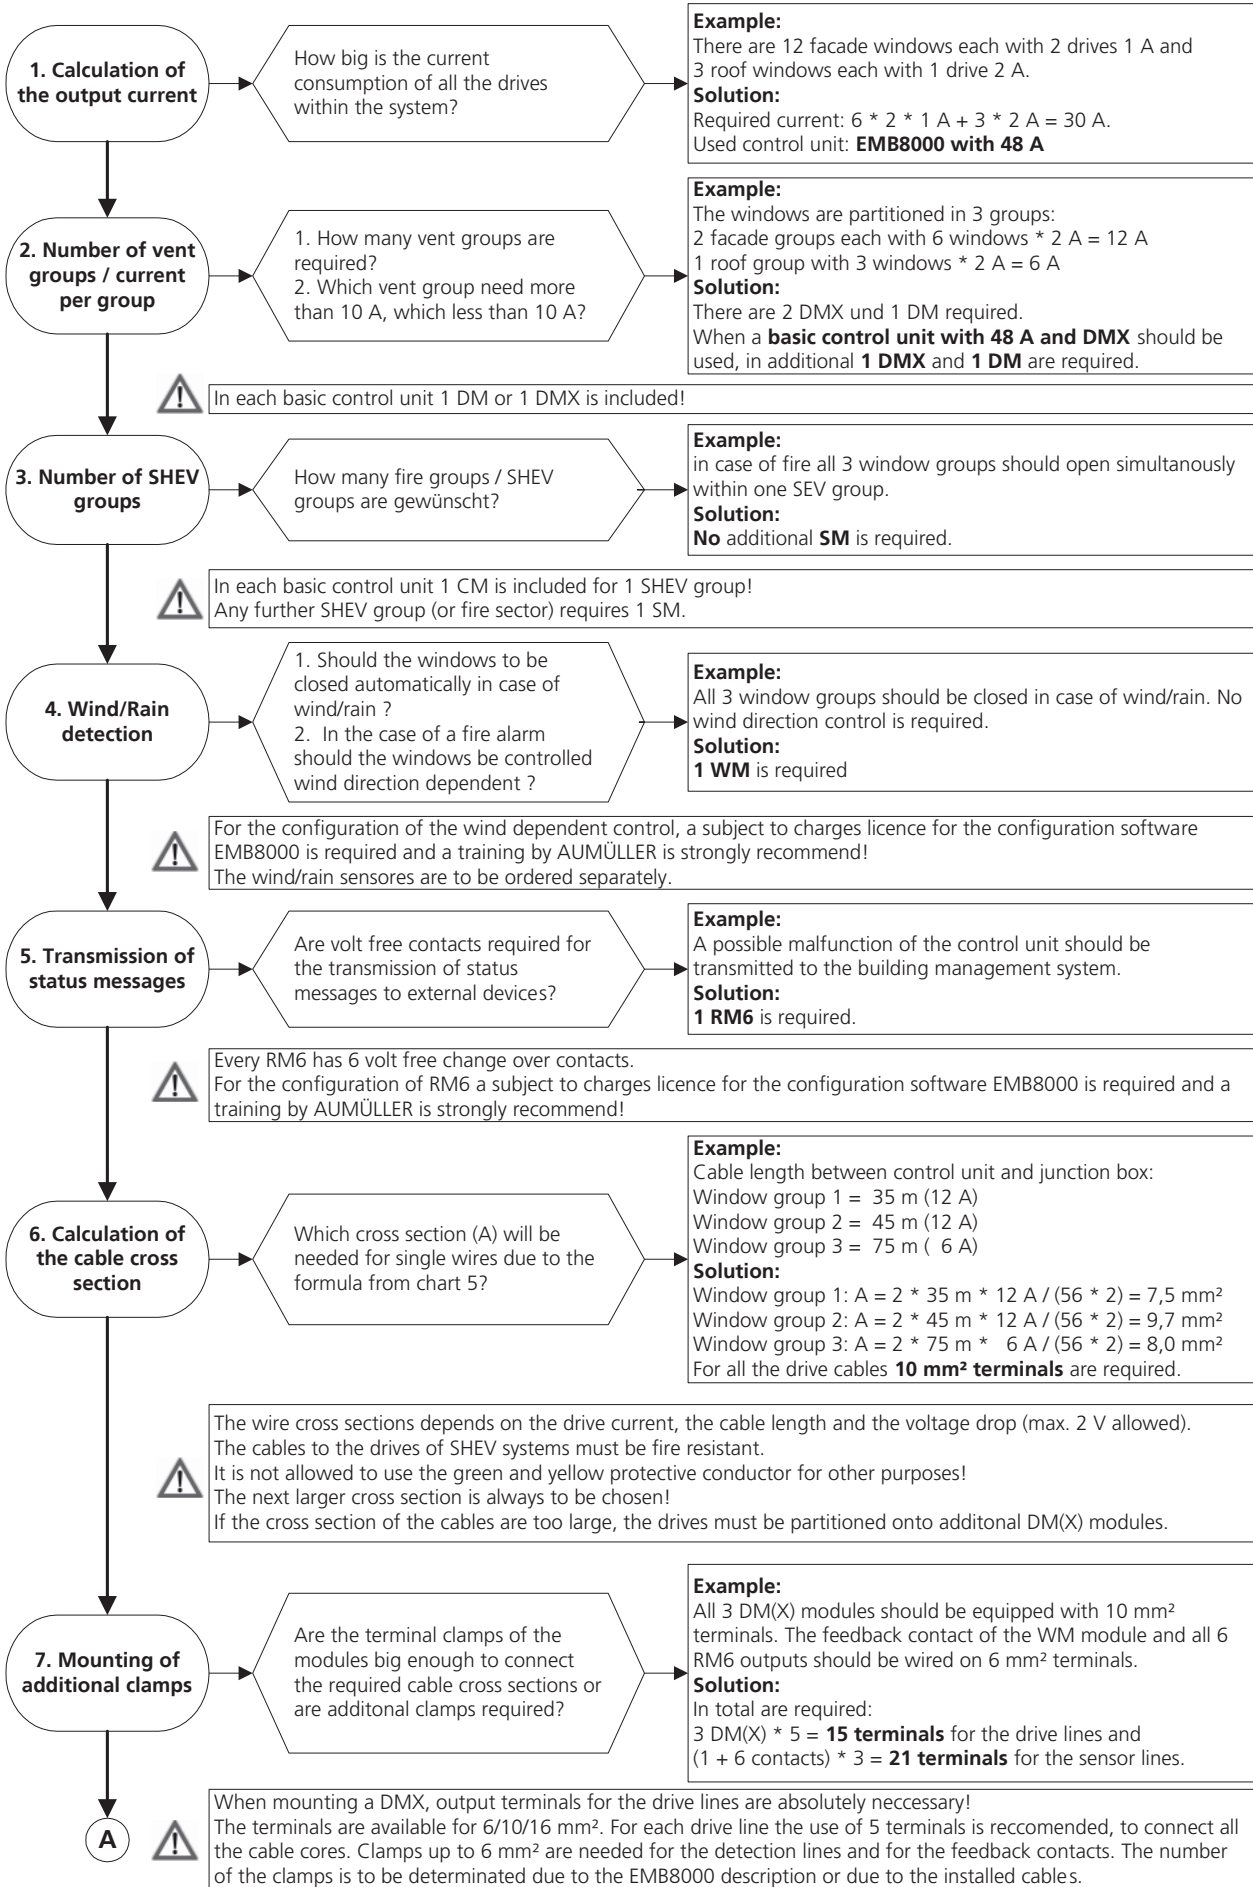 1. Calculation of
the output current
How big is the current
consumption of all the drives
within the system?
Example:
There are 12 facade windows each with 2 drives 1 A and
3 roof windows each with 1 drive 2 A.
Solution:
Required current: 6 * 2 * 1 A + 3 * 2 A = 30 A.
Used control unit: EMB8000 with 48 A
2. Number of vent
groups / current
per group
1. How many vent groups are
required?
2. Which vent group need more
than 10 A, which less than 10 A?
Example:
The windows are partitioned in 3 groups:
2 facade groups each with 6 windows * 2 A = 12 A
1 roof group with 3 windows * 2 A = 6 A
Solution:
There are 2 DMX und 1 DM required.
When a basic control unit with 48 A and DMX should be
used, in additional 1 DMX and 1 DM are required.
In each basic control unit 1 DM or 1 DMX is included!
3. Number of SHEV
groups
How many fire groups / SHEV
groups are gewünscht?
Example:
in case of fire all 3 window groups should open simultanously
within one SEV group.
Solution:
No additional SM is required.
In each basic control unit 1 CM is included for 1 SHEV group!
Any further SHEV group (or fire sector) requires 1 SM.
4. Wind/Rain
detection
1. Should the windows to be
closed automatically in case of
wind/rain ?
2. In the case of a fire alarm
should the windows be controlled
wind direction dependent ?
Example:
All 3 window groups should be closed in case of wind/rain. No
wind direction control is required.
Solution:
1 WM is required
For the configuration of the wind dependent control, a subject to charges licence for the configuration software
EMB8000 is required and a training by AUMÜLLER is strongly recommend!
The wind/rain sensores are to be ordered separately.
5. Transmission of
status messages
Are volt free contacts required for
the transmission of status
messages to external devices?
Example:
A possible malfunction of the control unit should be
transmitted to the building management system.
Solution:
1 RM6 is required.
Every RM6 has 6 volt free change over contacts.
For the configuration of RM6 a subject to charges licence for the configuration software EMB8000 is required and a
training by AUMÜLLER is strongly recommend!
6. Calculation of
the cable cross
section
Which cross section (A) will be
needed for single wires due to the
formula from chart 5?
Example:
Cable length between control unit and junction box:
Window group 1 = 35 m (12 A)
Window group 2 = 45 m (12 A)
Window group 3 = 75 m ( 6 A)
Solution:
Window group 1: A = 2 * 35 m * 12 A / (56 * 2) = 7,5 mm²
Window group 2: A = 2 * 45 m * 12 A / (56 * 2) = 9,7 mm²
Window group 3: A = 2 * 75 m * 6 A / (56 * 2) = 8,0 mm²
For all the drive cables 10 mm² terminals are required.
The wire cross sections depends on the drive current, the cable length and the voltage drop (max. 2 V allowed).
The cables to the drives of SHEV systems must be fire resistant.
It is not allowed to use the green and yellow protective conductor for other purposes!
The next larger cross section is always to be chosen!
If the cross section of the cables are too large, the drives must be partitioned onto additonal DM(X) modules.
7. Mounting of
additional clamps
Are the terminal clamps of the
modules big enough to connect
the required cable cross sections or
are additonal clamps required?
Example:
All 3 DM(X) modules should be equipped with 10 mm²
terminals. The feedback contact of the WM module and all 6
RM6 outputs should be wired on 6 mm² terminals.
Solution:
In total are required:
3 DM(X) * 5 = 15 terminals for the drive lines and
(1 + 6 contacts) * 3 = 21 terminals for the sensor lines.
A
When mounting a DMX, output terminals for the drive lines are absolutely neccessary!
The terminals are available for 6/10/16 mm². For each drive line the use of 5 terminals is reccomended, to connect all
the cable cores. Clamps up to 6 mm² are needed for the detection lines and for the feedback contacts. The number
of the clamps is to be determinated due to the EMB8000 description or due to the installed cables.